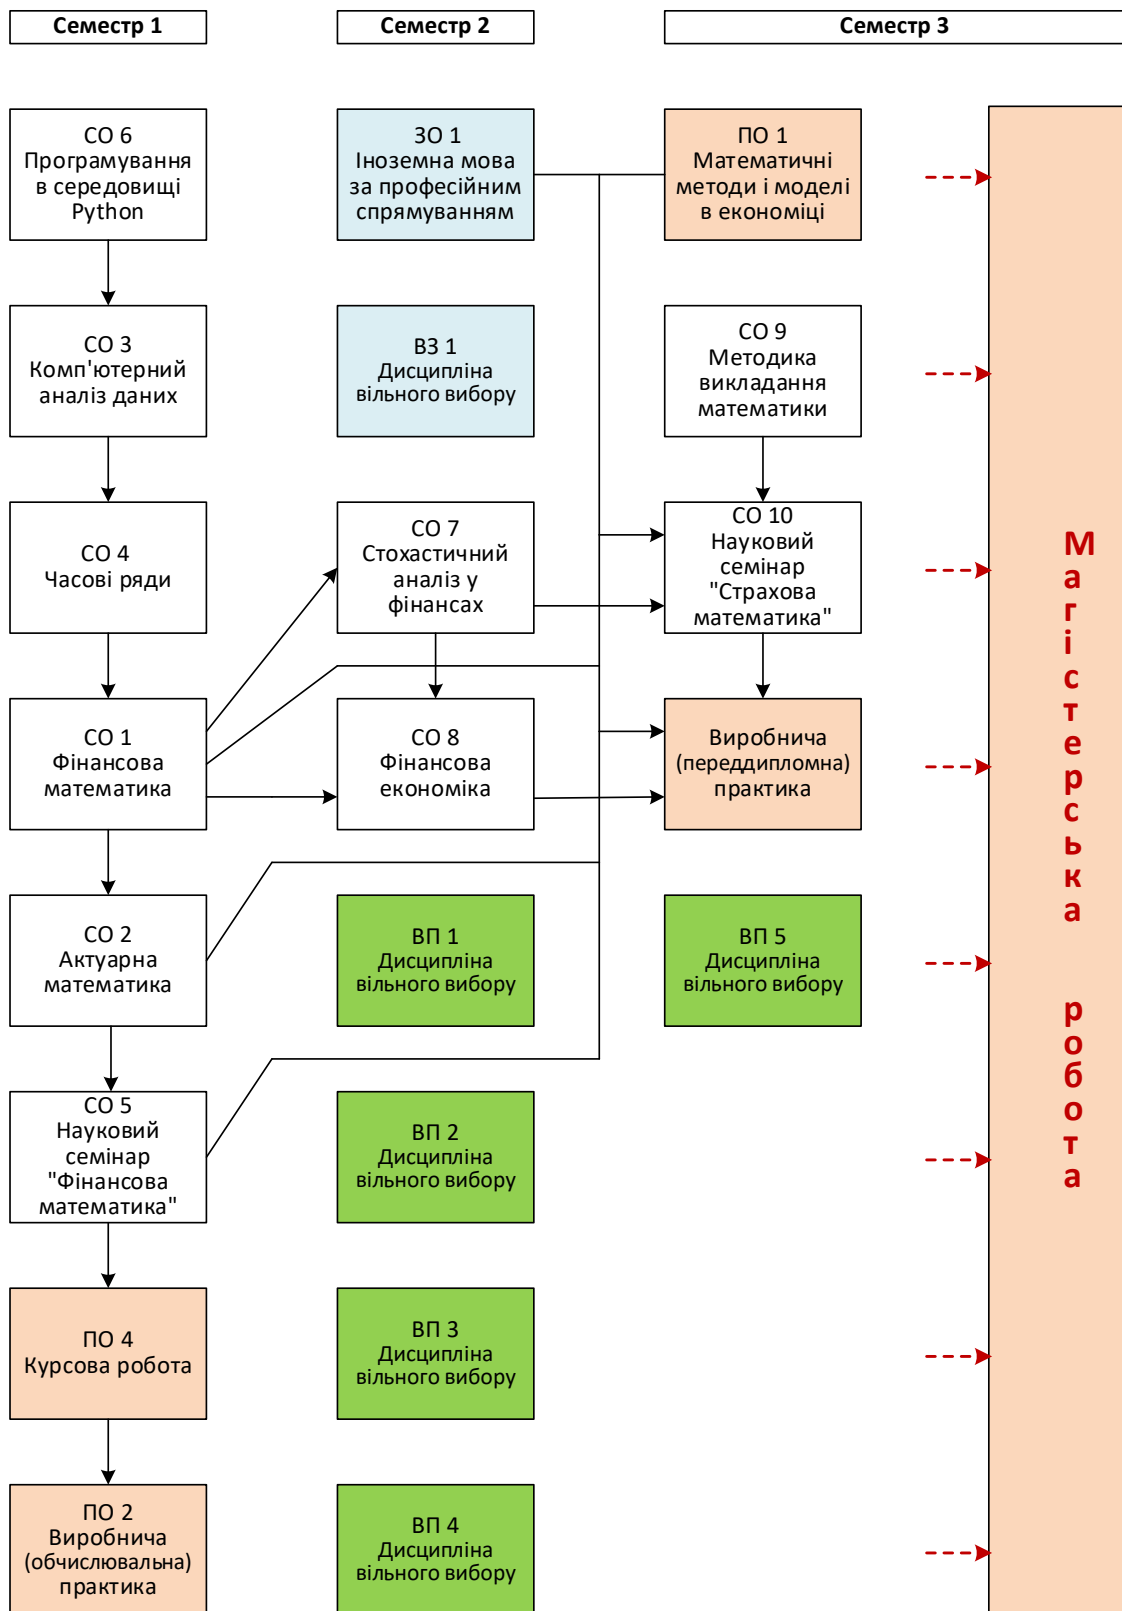 Семестр 1
Семестр 2
Семестр 3
СО 6
Програмування
в середовищі
Python
ЗО 1
Іноземна мова
за професійним
спрямуванням
ПО 1
Математичні
методи і моделі
в економіці
СО 3
Комп'ютерний
аналіз даних
ВЗ 1
Дисципліна
вільного вибору
СО 9
Методика
викладання
математики
СО 4
Часові ряди
СО 7
Стохастичний
аналіз у
фінансах
СО 10
Науковий
семінар
"Страхова
математика"
СО 1
Фінансова
математика
СО 8
Фінансова
економіка
Виробнича
(переддипломна)
практика
СО 2
Актуарна
математика
ВП 1
Дисципліна
вільного вибору
ВП 5
Дисципліна
вільного вибору
СО 5
Науковий
семінар
"Фінансова
математика"
ВП 2
Дисципліна
вільного вибору
ПО 4
Курсова робота
ВП 3
Дисципліна
вільного вибору
ПО 2
Виробнича
(обчислювальна)
практика
ВП 4
Дисципліна
вільного вибору
Магістерська робота